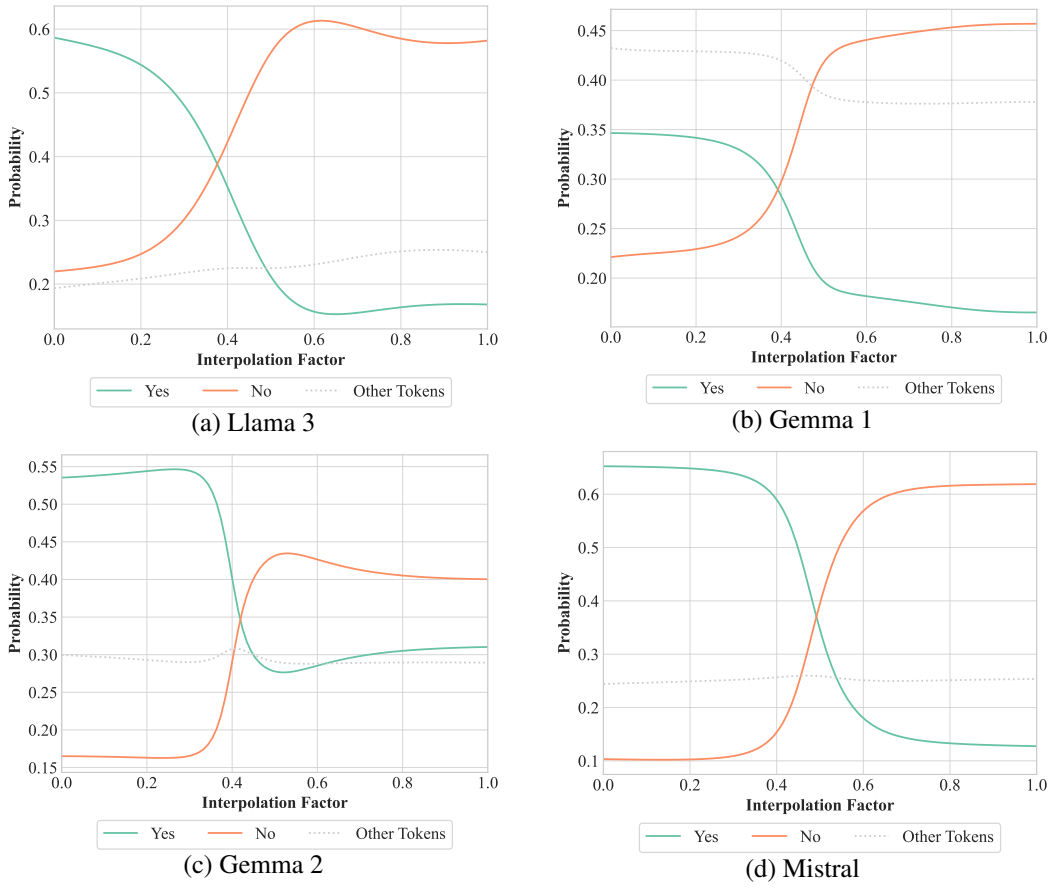 0.6
0.5
0.4
0.3
0.2
Probability
0.0 0.2 0.4 0.6 0.8 1.0
Interpolation Factor
Yes No Other Tokens
(a) Llama 3
0.45
0.40
0.35
0.30
0.25
0.20
Probability
0.0 0.2 0.4 0.6 0.8 1.0
Interpolation Factor
Yes No Other Tokens
(b) Gemma 1
0.55
0.50
0.45
0.40
0.35
0.30
0.25
0.20
0.15
Probability
0.0 0.2 0.4 0.6 0.8 1.0
Interpolation Factor
Yes No Other Tokens
(c) Gemma 2
0.6
0.5
0.4
0.3
0.2
0.1
Probability
0.0 0.2 0.4 0.6 0.8 1.0
Interpolation Factor
Yes No Other Tokens
(d) Mistral